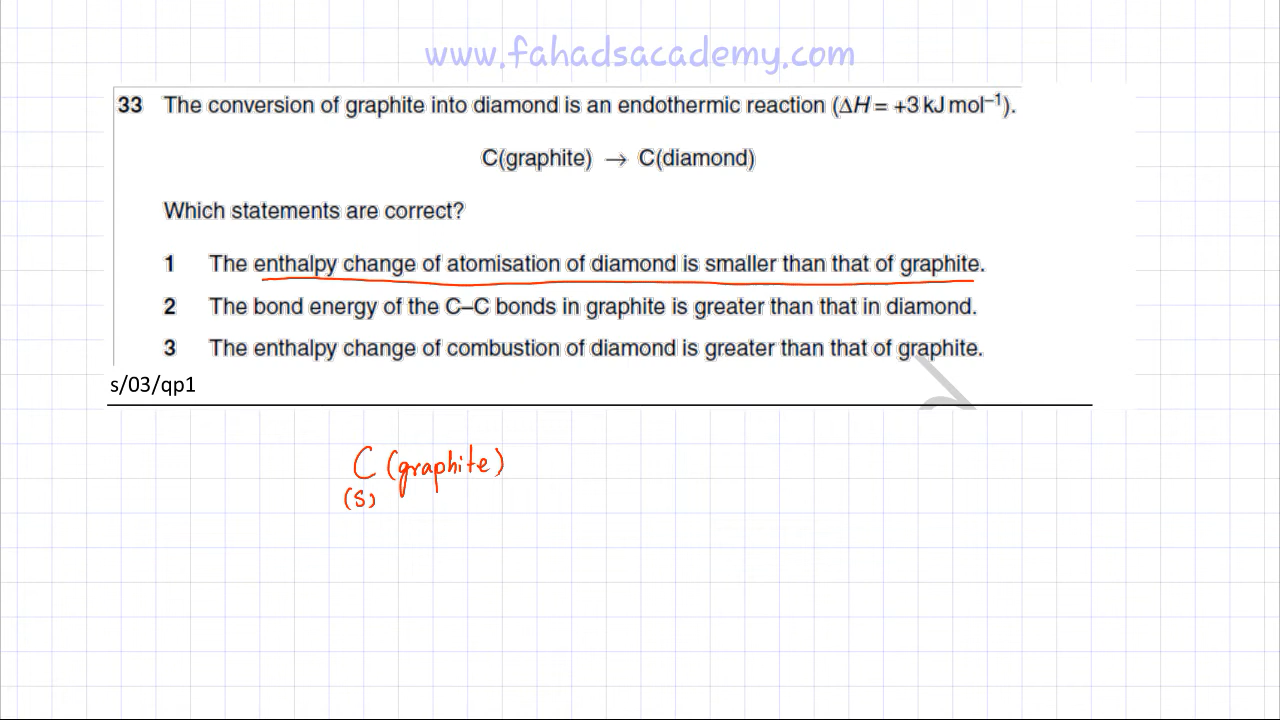 www.fahadsacademy.com
33 The conversion of graphite into diamond is an endothermic reaction (ΔH = +3 kJ mol⁻¹).
C(graphite) → C(diamond)
Which statements are correct?
1 The enthalpy change of atomisation of diamond is smaller than that of graphite.
2 The bond energy of the C–C bonds in graphite is greater than that in diamond.
3 The enthalpy change of combustion of diamond is greater than that of graphite.
s/03/qp1
C (graphite)
(s)